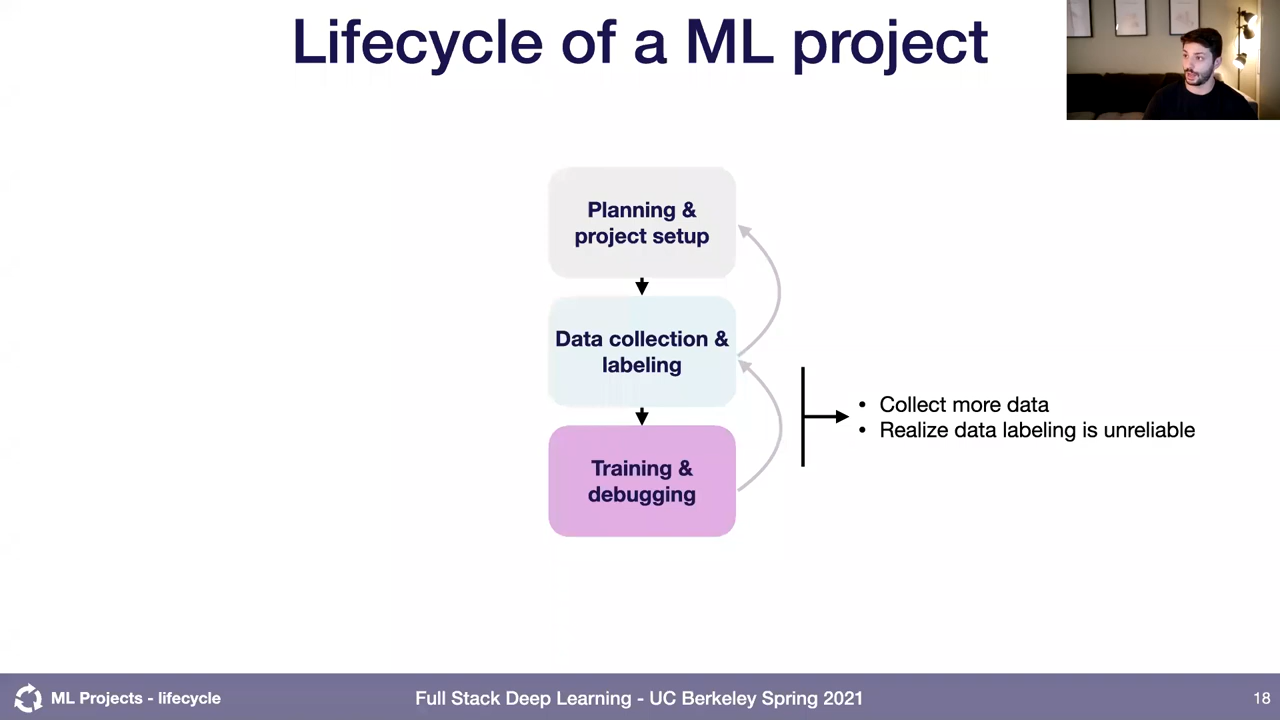 Lifecycle of a ML project
Planning &
project setup
Data collection &
labeling
Training &
debugging
• Collect more data
• Realize data labeling is unreliable
ML Projects - lifecycle
Full Stack Deep Learning - UC Berkeley Spring 2021
18